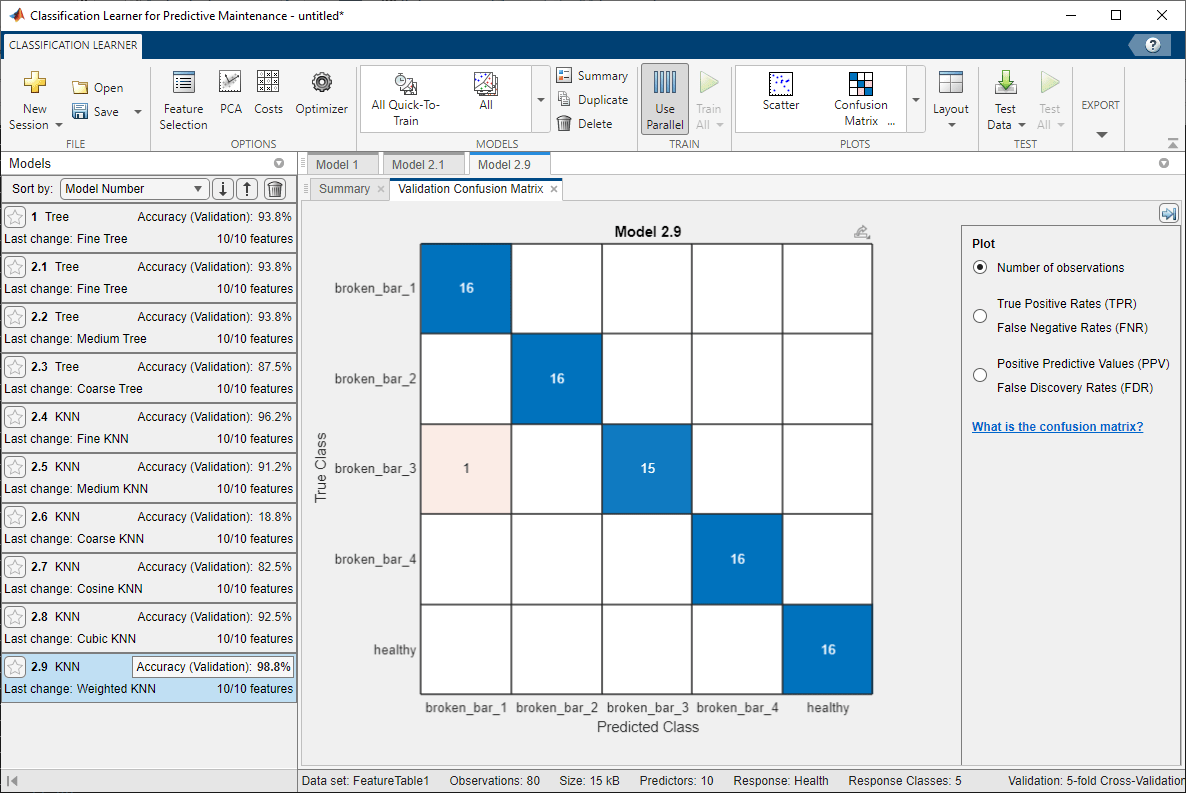 Classification Learner for Predictive Maintenance - untitled*
CLASSIFICATION LEARNER
?
New Session
Open
Save
FILE
Feature Selection
PCA
Costs
Optimizer
OPTIONS
All Quick-To-Train
All
Summary
Duplicate
Delete
MODELS
Use Parallel
Train All
TRAIN
Scatter
Confusion Matrix ...
PLOTS
Layout
Test Data
Test All
TEST
EXPORT
Models
Sort by: Model Number
1 Tree Accuracy (Validation): 93.8%
Last change: Fine Tree 10/10 features
2.1 Tree Accuracy (Validation): 93.8%
Last change: Fine Tree 10/10 features
2.2 Tree Accuracy (Validation): 93.8%
Last change: Medium Tree 10/10 features
2.3 Tree Accuracy (Validation): 87.5%
Last change: Coarse Tree 10/10 features
2.4 KNN Accuracy (Validation): 96.2%
Last change: Fine KNN 10/10 features
2.5 KNN Accuracy (Validation): 91.2%
Last change: Medium KNN 10/10 features
2.6 KNN Accuracy (Validation): 18.8%
Last change: Coarse KNN 10/10 features
2.7 KNN Accuracy (Validation): 82.5%
Last change: Cosine KNN 10/10 features
2.8 KNN Accuracy (Validation): 92.5%
Last change: Cubic KNN 10/10 features
2.9 KNN Accuracy (Validation): 98.8%
Last change: Weighted KNN 10/10 features
Model 1 Model 2.1 Model 2.9
Summary Validation Confusion Matrix
Model 2.9
True Class
broken_bar_1 16
broken_bar_2 16
broken_bar_3 1 15
broken_bar_4 16
healthy 16
broken_bar_1 broken_bar_2 broken_bar_3 broken_bar_4 healthy
Predicted Class
Plot
Number of observations
True Positive Rates (TPR)
False Negative Rates (FNR)
Positive Predictive Values (PPV)
False Discovery Rates (FDR)
What is the confusion matrix?
Data set: FeatureTable1 Observations: 80 Size: 15 kB Predictors: 10 Response: Health Response Classes: 5 Validation: 5-fold Cross-Validation